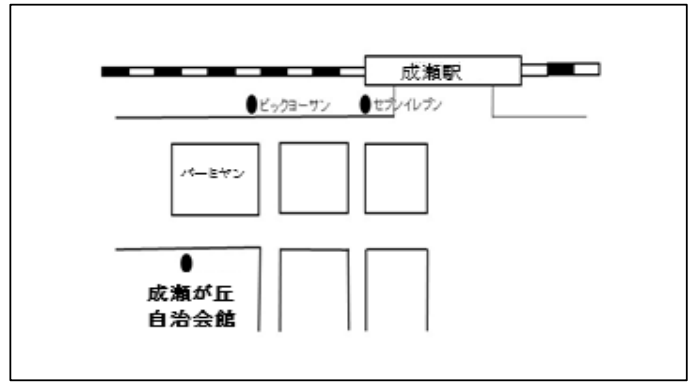 成瀬駅
ビックヨーサン
セブンイレブン
バーミヤン
成瀬が丘
自治会館